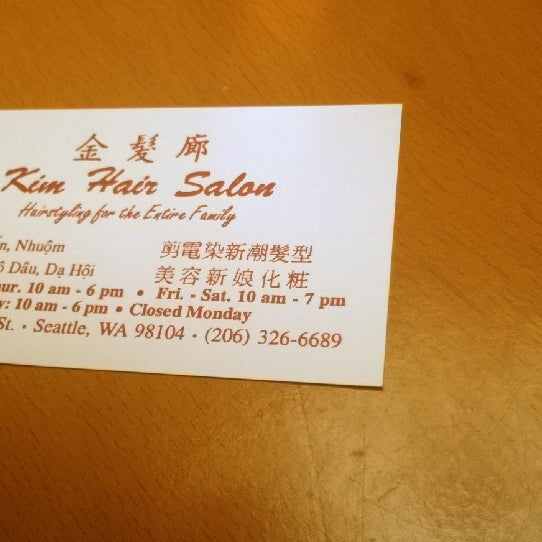 金髮廊
Kim Hair Salon
Hairstyling for the Entire Family
Nhuộm
Dâu, Dạ Hội
剪電染新潮髮型
美容新娘化粧
10 am - 6 pm • Fri. - Sat. 10 am - 7 pm
10 am - 6 pm • Closed Monday
St. · Seattle, WA 98104 · (206) 326-6689